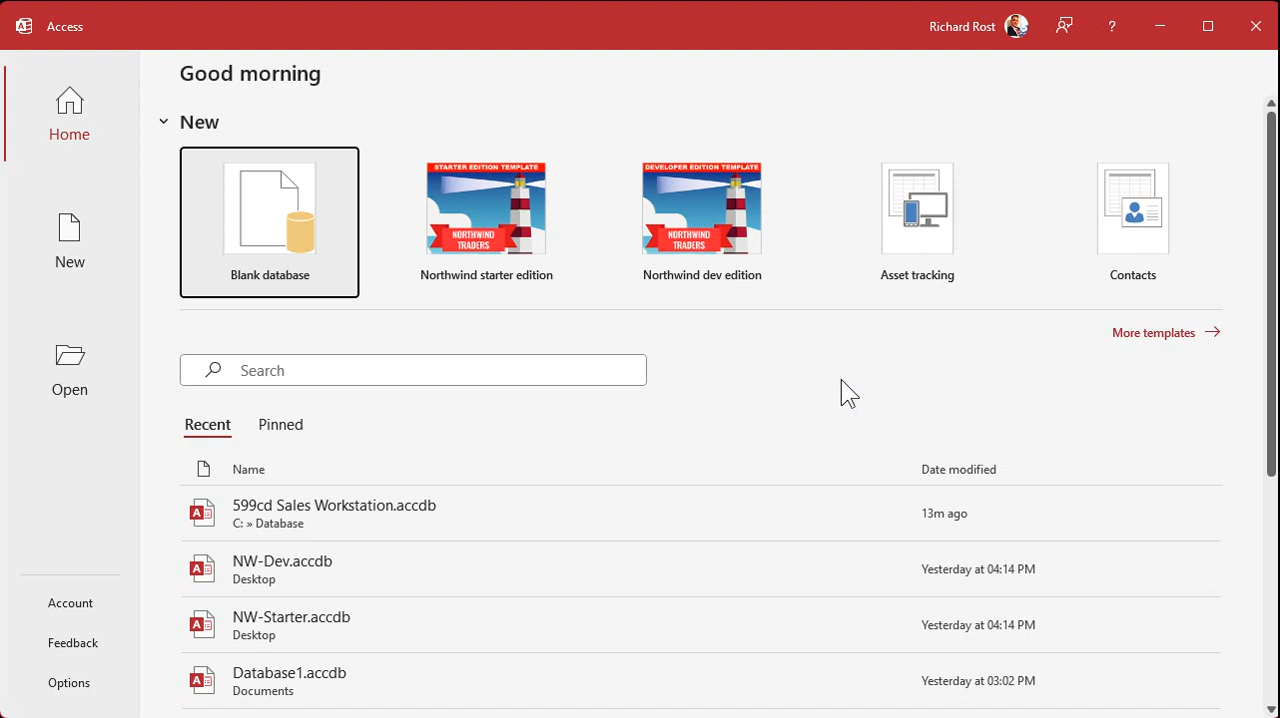 Access
Richard Rost
?
Good morning
Home
New
Open
Account
Feedback
Options
New
Blank database
STARTER EDITION TEMPLATE
NORTHWIND
TRADERS
Northwind starter edition
DEVELOPER EDITION TEMPLATE
NORTHWIND
TRADERS
Northwind dev edition
Asset tracking
Contacts
More templates
Search
Recent Pinned
Name Date modified
A
599cd Sales Workstation.accdb
C: » Database
13m ago
A
NW-Dev.accdb
Desktop
Yesterday at 04:14 PM
A
NW-Starter.accdb
Desktop
Yesterday at 04:14 PM
A
Database1.accdb
Documents
Yesterday at 03:02 PM